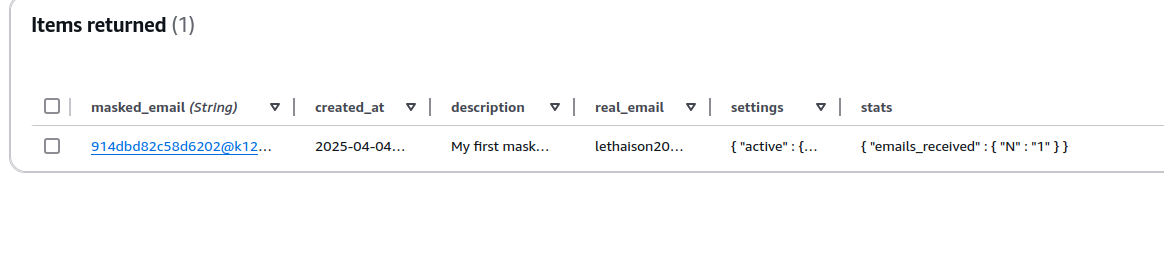 Items returned (1)
masked_email (String) created_at description real_email settings stats
914dbd82c58d6202@k12... 2025-04-04... My first mask... lethaison20... { "active" : {... { "emails_received" : { "N" : "1" } }